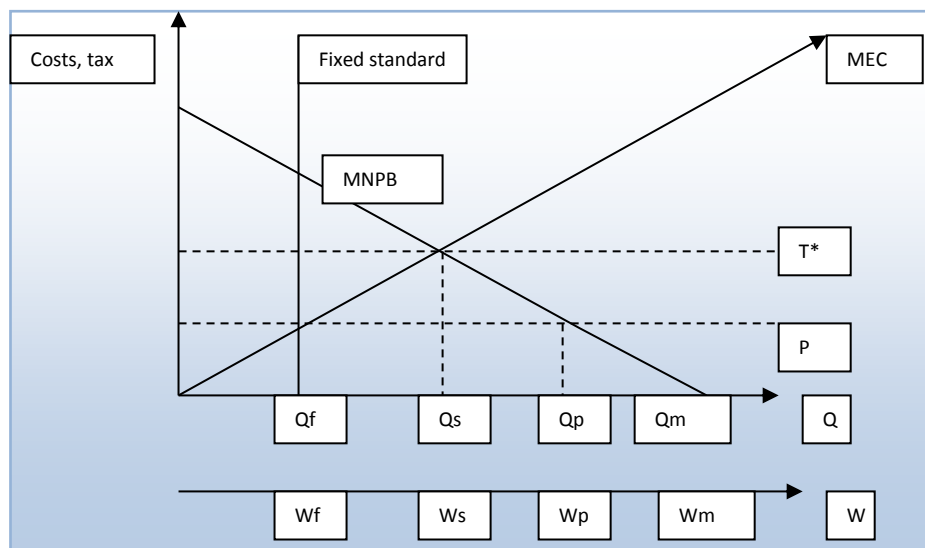 Costs, tax
Fixed standard
MEC
MNPB
T*
P
Qf
Qs
Qp
Qm
Q
Wf
Ws
Wp
Wm
W